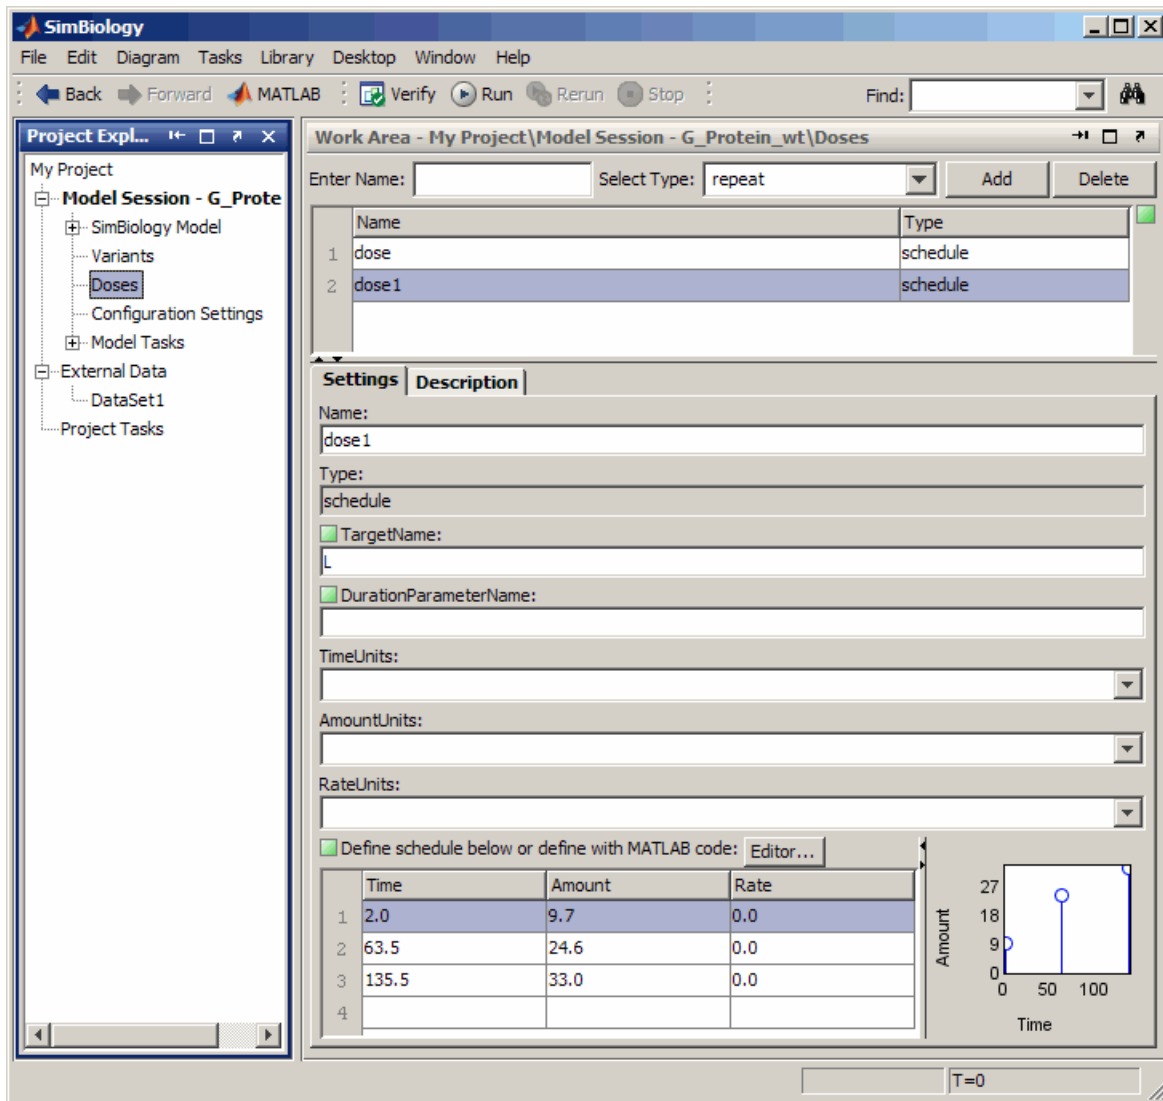 SimBiology
File Edit Diagram Tasks Library Desktop Window Help
Back Forward MATLAB Verify Run Rerun Stop Find:
Project Expl...
My Project
Model Session - G_Prote
SimBiology Model
Variants
Doses
Configuration Settings
Model Tasks
External Data
DataSet1
Project Tasks
Work Area - My Project\Model Session - G_Protein_wt\Doses
Enter Name: Select Type: repeat Add Delete
Name Type
1 dose schedule
2 dose1 schedule
Settings Description
Name:
dose1
Type:
schedule
TargetName:
L
DurationParameterName:
TimeUnits:
AmountUnits:
RateUnits:
Define schedule below or define with MATLAB code: Editor...
Time Amount Rate
1 2.0 9.7 0.0
2 63.5 24.6 0.0
3 135.5 33.0 0.0
4
Amount
27
18
9
0
0 50 100
Time
T=0